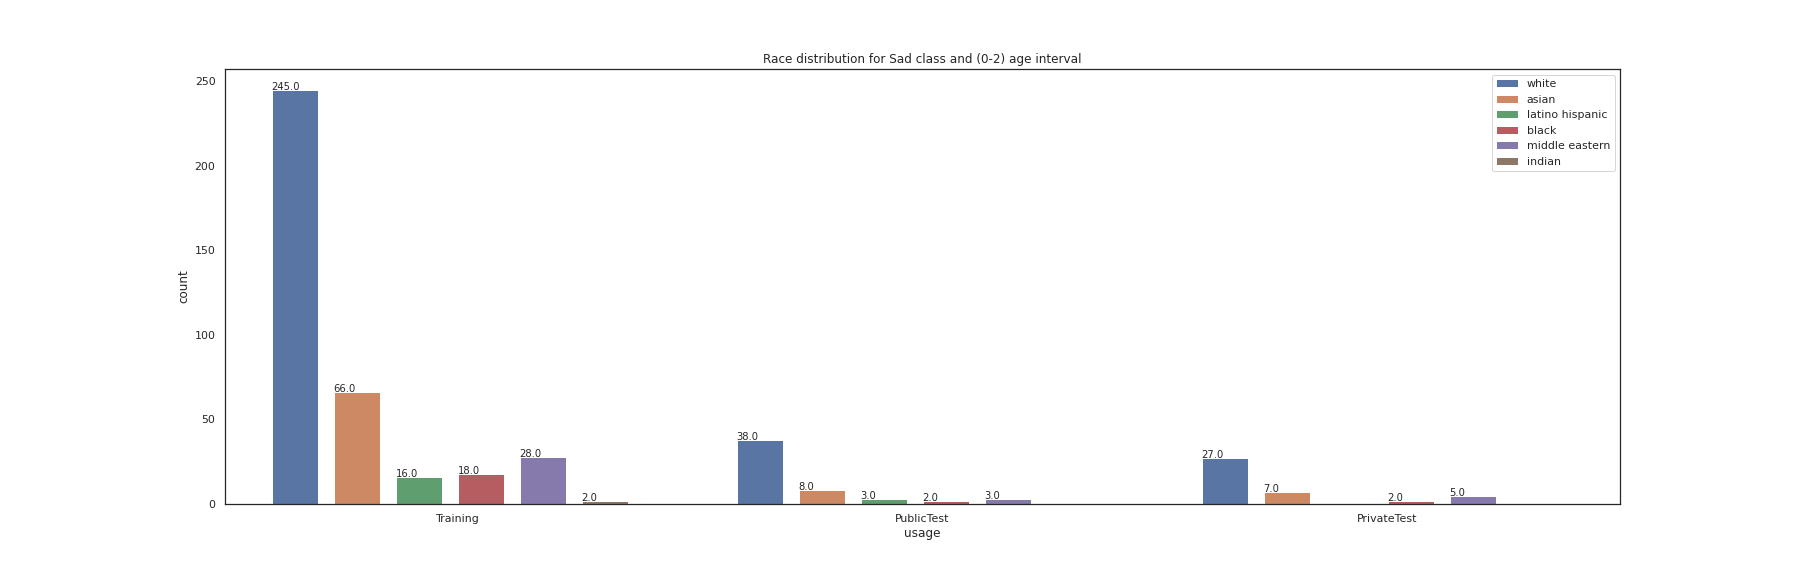 Race distribution for Sad class and (0-2) age interval
white
asian
latino hispanic
black
middle eastern
indian
count
250
200
150
100
50
0
245.0
66.0
16.0
18.0
28.0
2.0
38.0
8.0
3.0
2.0
3.0
27.0
7.0
2.0
5.0
Training
PublicTest
PrivateTest
usage